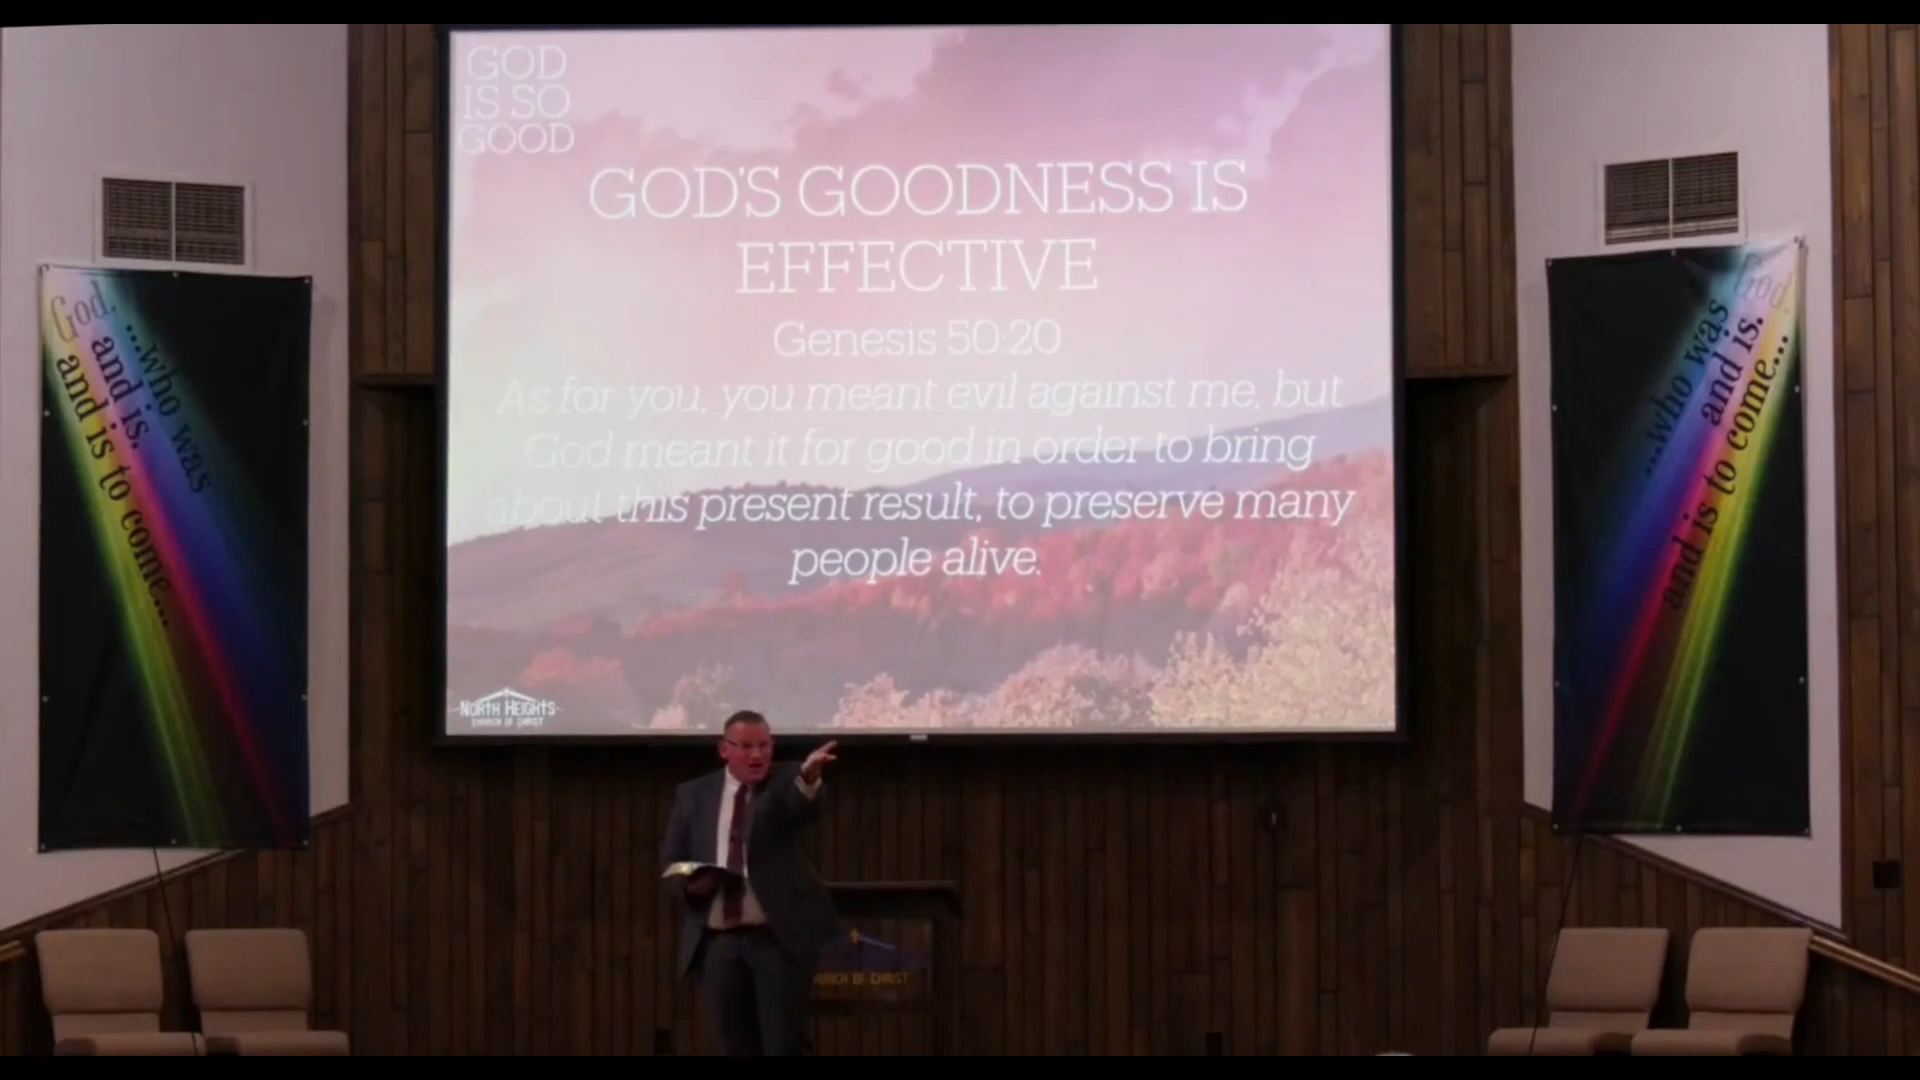 GOD
IS SO
GOOD
GOD'S GOODNESS IS
EFFECTIVE
Genesis 50:20
As for you, you meant evil against me, but
God meant it for good in order to bring
about this present result, to preserve many
people alive.
NORTH HEIGHTS
CHURCH OF CHRIST
God,
...who was
and is.
and is to come...
God,
...who was
and is.
and is to come...
CHURCH OF CHRIST